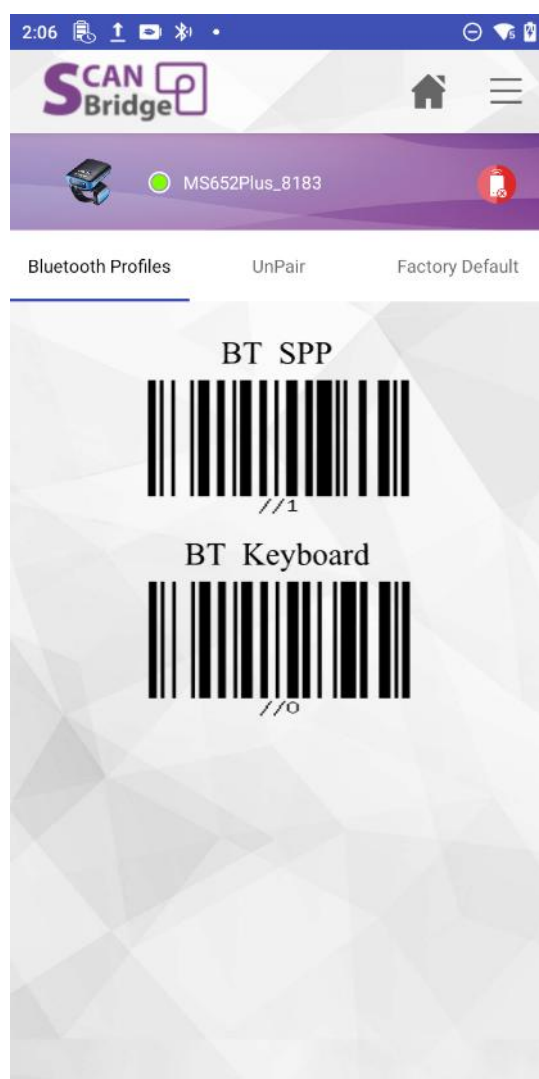 2:06
SCAN
Bridge
MS652Plus_8183
Bluetooth Profiles UnPair Factory Default
BT SPP
//1
BT Keyboard
//0